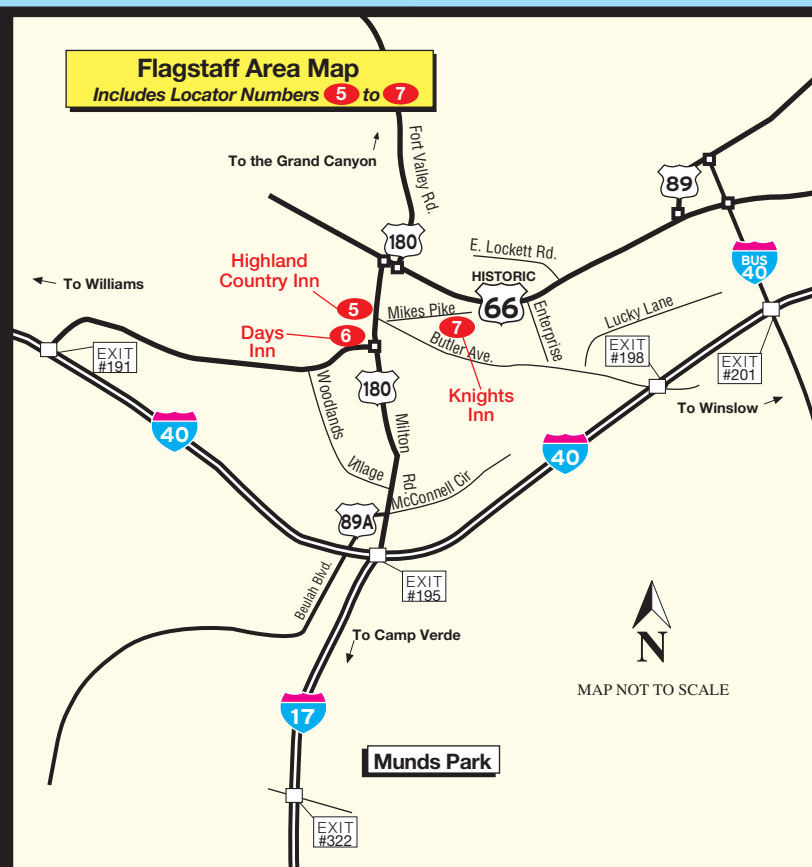 Flagstaff Area Map
Includes Locator Numbers 5 to 7
To the Grand Canyon
Fort Valley Rd.
89
180
E. Lockett Rd.
Highland
Country Inn
HISTORIC
66
BUS
40
To Williams
5
Mikes Pike
Lucky Lane
Days
Inn
6
7
Enterprise
Butler Ave.
EXIT
#191
EXIT
#198
EXIT
#201
Woodlands
Village
180
Milton
Rd.
Knights
Inn
To Winslow
40
40
McConnell Cir
89A
Beulah Blvd.
EXIT
#195
To Camp Verde
N
MAP NOT TO SCALE
17
Munds Park
EXIT
#322